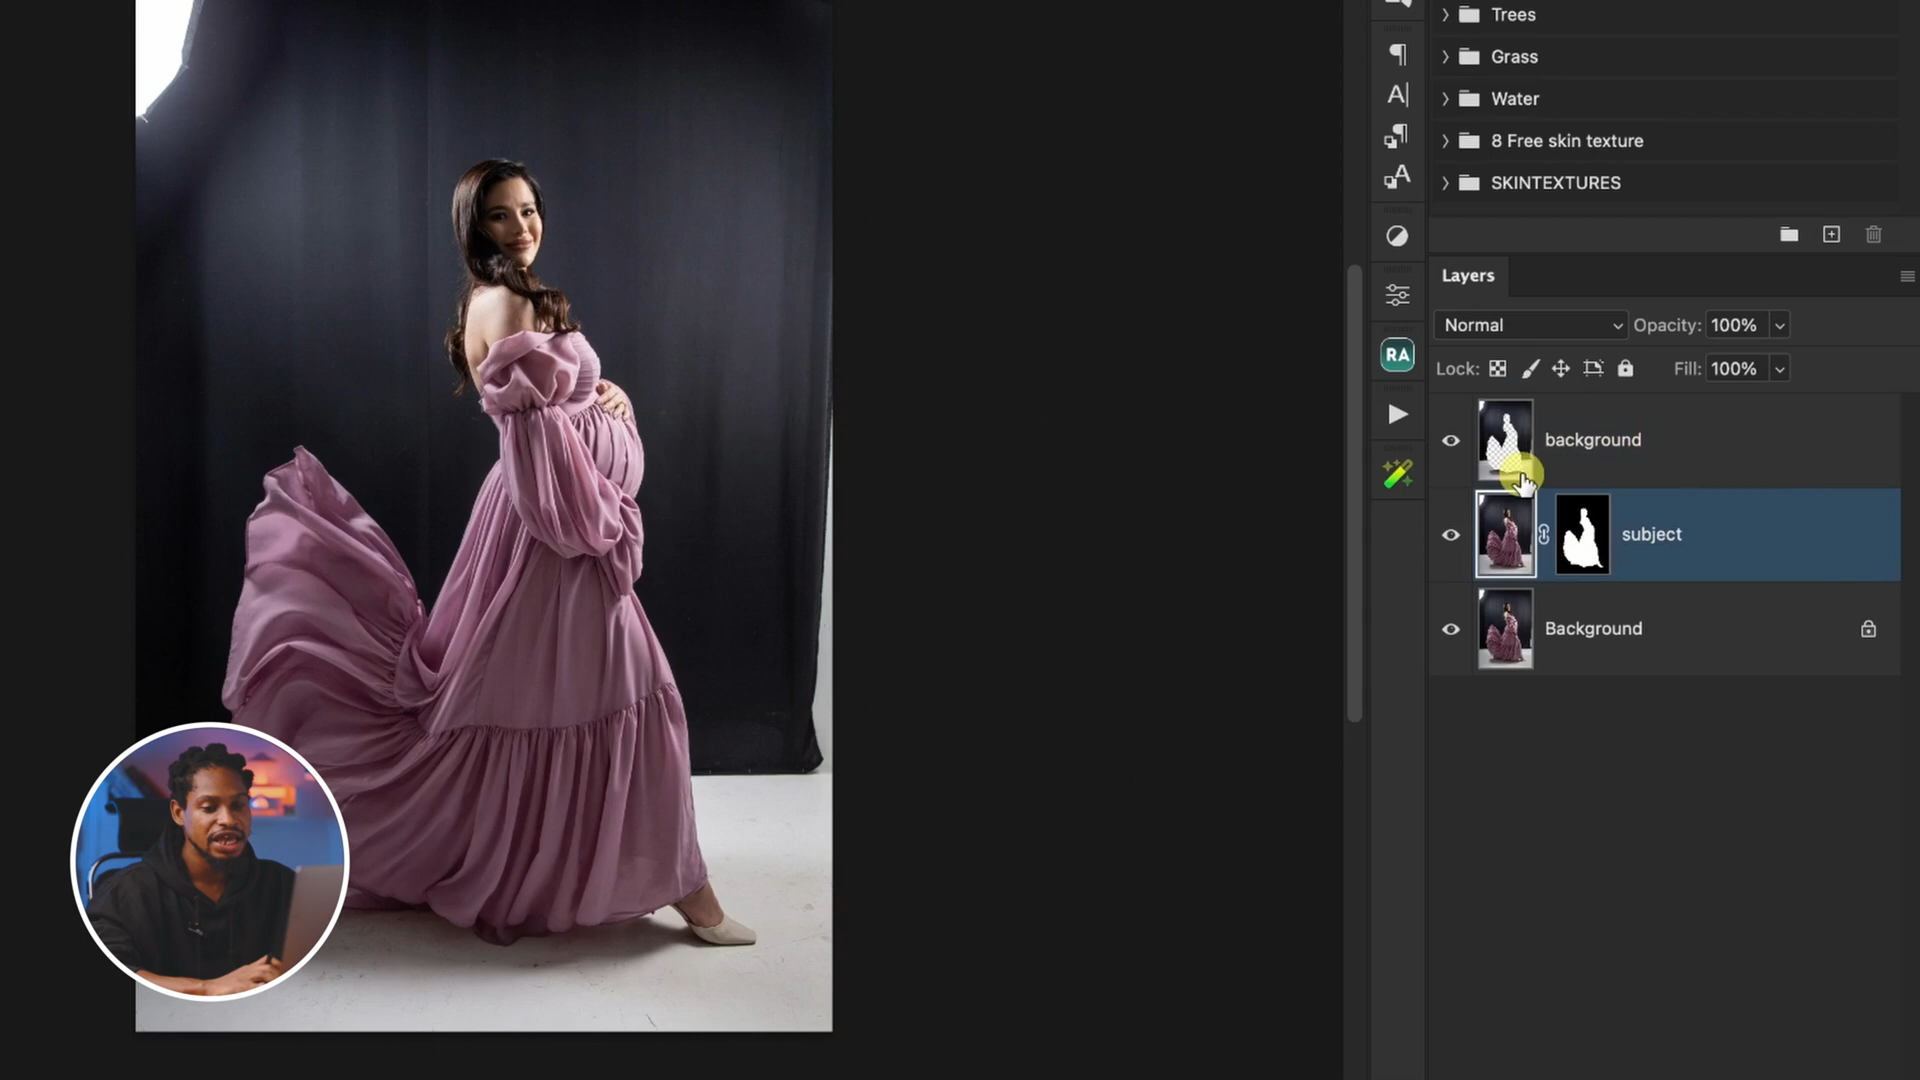 Trees
Grass
Water
8 Free skin texture
SKINTEXTURES
A
A
RA
Layers
Normal
Opacity: 100%
Lock:
Fill: 100%
background
subject
Background